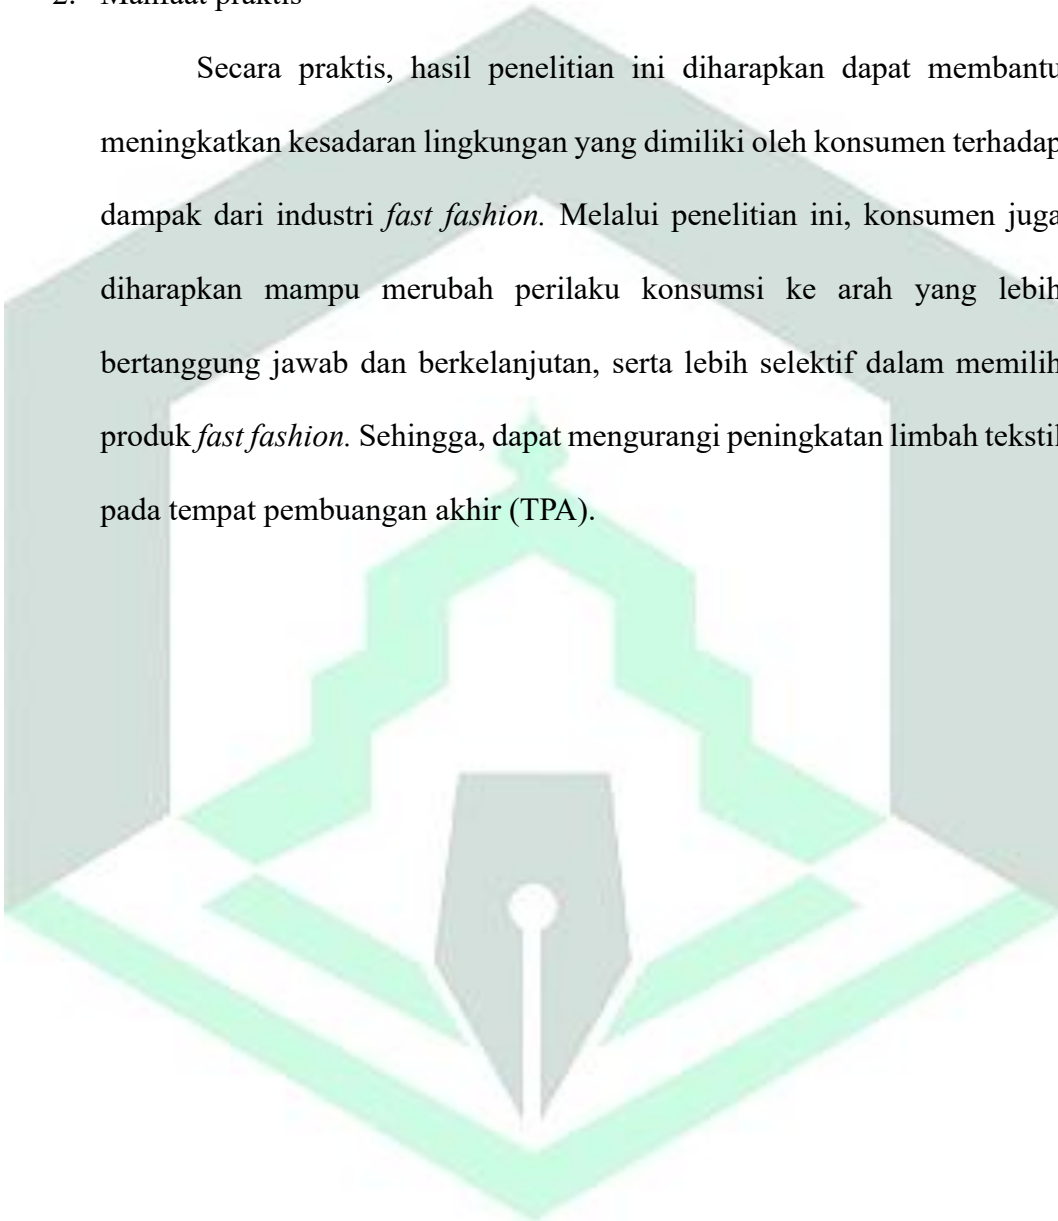 2. Manfaat praktis
Secara praktis, hasil penelitian ini diharapkan dapat membantu
meningkatkan kesadaran lingkungan yang dimiliki oleh konsumen terhadap
dampak dari industri fast fashion. Melalui penelitian ini, konsumen juga
diharapkan mampu merubah perilaku konsumsi ke arah yang lebih
bertanggung jawab dan berkelanjutan, serta lebih selektif dalam memilih
produk fast fashion. Sehingga, dapat mengurangi peningkatan limbah tekstil
pada tempat pembuangan akhir (TPA).